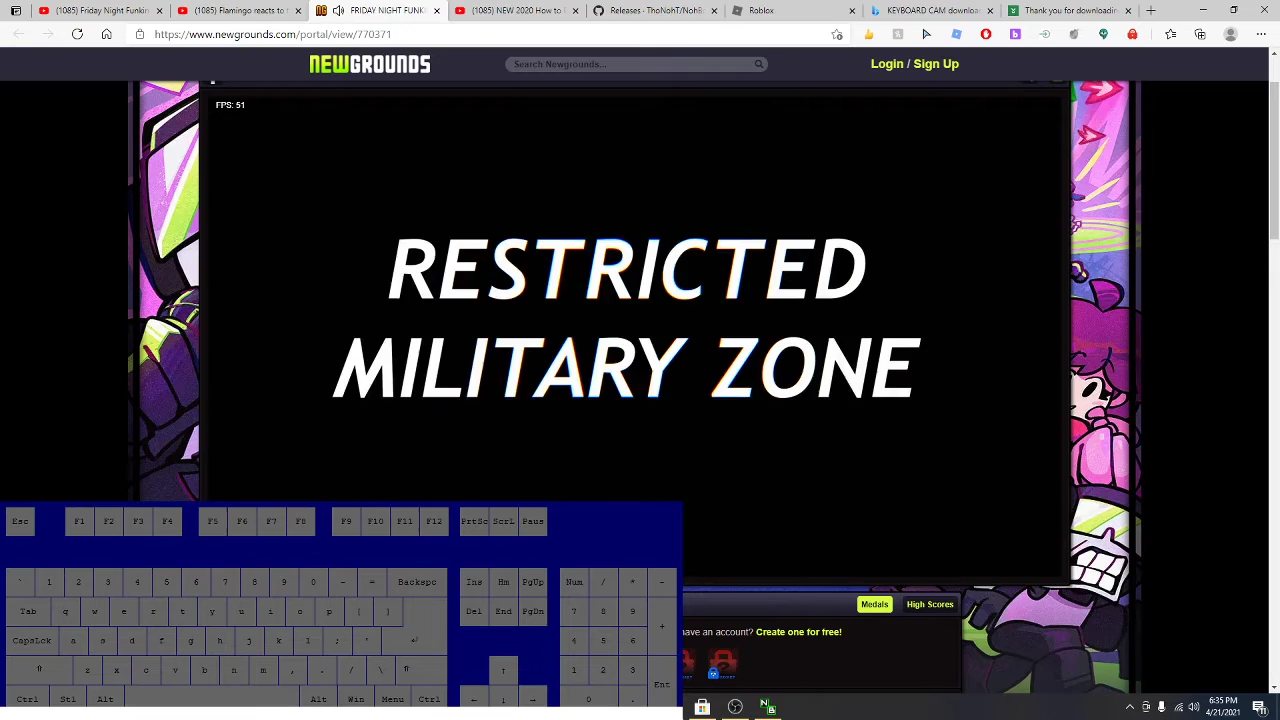 (1085) Friday Night Funkin
(1085) Flamingo reacts to
FRIDAY NIGHT FUNK
(1085) NEW 2020 How to
Releases · ThoNohT/NohB
Roblox
KEYBOARD CAM downloa
Thank you for downloadin
https://www.newgrounds.com/portal/view/770371
NEWGROUNDS
Search Newgrounds...
Login / Sign Up
FPS: 51
RESTRICTED
MILITARY ZONE
Esc F1 F2 F3 F4 F5 F6 F7 F8 F9 F10 F11 F12 PrtSc ScrL Paus
` 1 2 3 4 5 6 7 8 9 0 - Backsp Ins Hm PgUp Num / * -
Tab q w e r t y u i o p ] Del End PgDn 7 8 9 +
CapsLck a s d f g h j k l ; ' ↵ 4 5 6
⇧ z x c v b n m , . / \ ⇧ ↑ 1 2 3 Ent
Ctrl Stl Alt Alt Win Menu Ctrl ← ↓ → 0 .
Medals
High Scores
have an account? Create one for free!
6:35 PM
4/21/2021